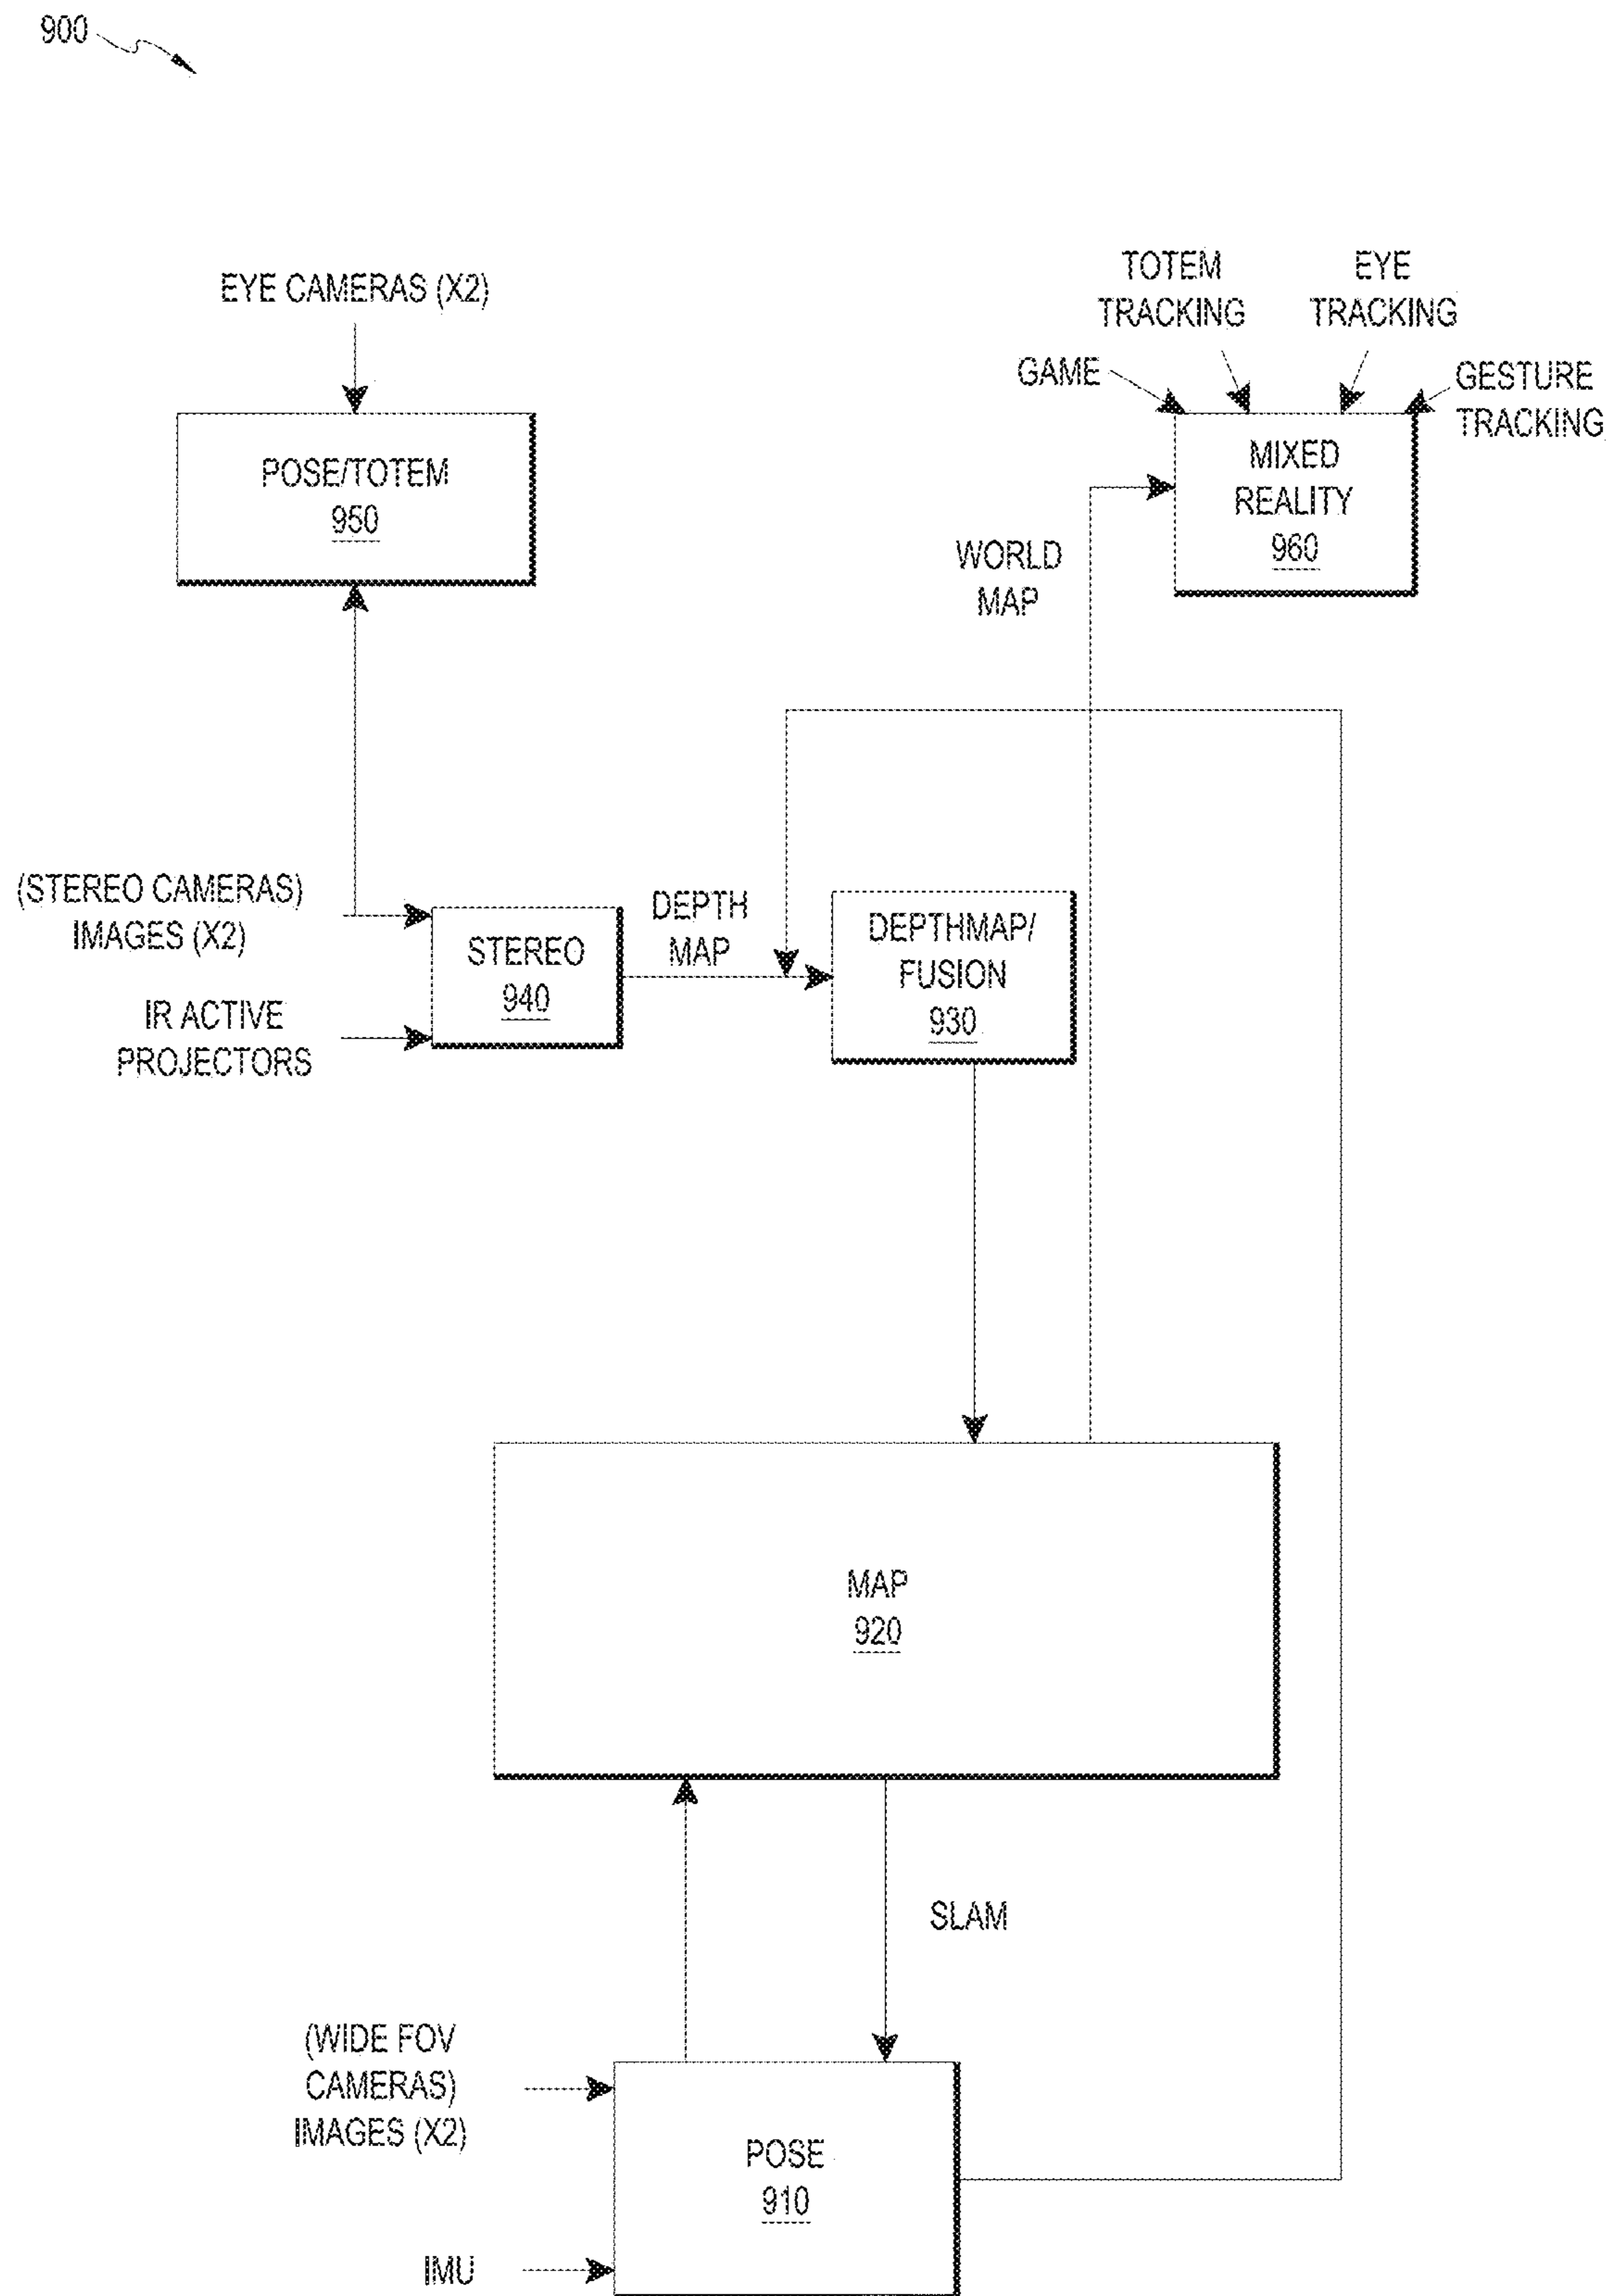 900
EYE CAMERAS (X2)
POSE/TOTEM
950
TOTEM
TRACKING
EYE
TRACKING
GAME
GESTURE
TRACKING
MIXED
REALITY
960
WORLD
MAP
(STEREO CAMERAS)
IMAGES (X2)
IR ACTIVE
PROJECTORS
STEREO
940
DEPTH
MAP
DEPTHMAP/
FUSION
930
MAP
920
SLAM
(WIDE FOV
CAMERAS)
IMAGES (X2)
IMU
POSE
910